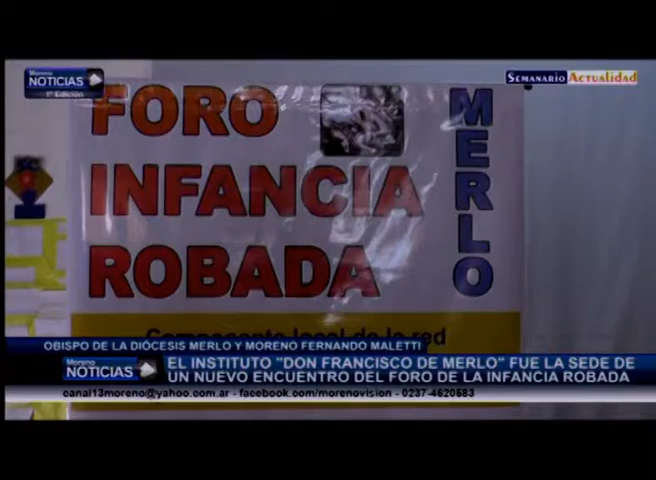 Moreno
NOTICIAS
1º Edición
SEMANARIO ACTUALIDAD
FORO
INFANCIA
ROBADA
MERLO
Componente local de la red
OBISPO DE LA DIÓCESIS MERLO Y MORENO FERNANDO MALETTI
Moreno
NOTICIAS
EL INSTITUTO "DON FRANCISCO DE MERLO" FUE LA SEDE DE
UN NUEVO ENCUENTRO DEL FORO DE LA INFANCIA ROBADA
canal13moreno@yahoo.com.ar - facebook.com/morenovision - 0237-4620583